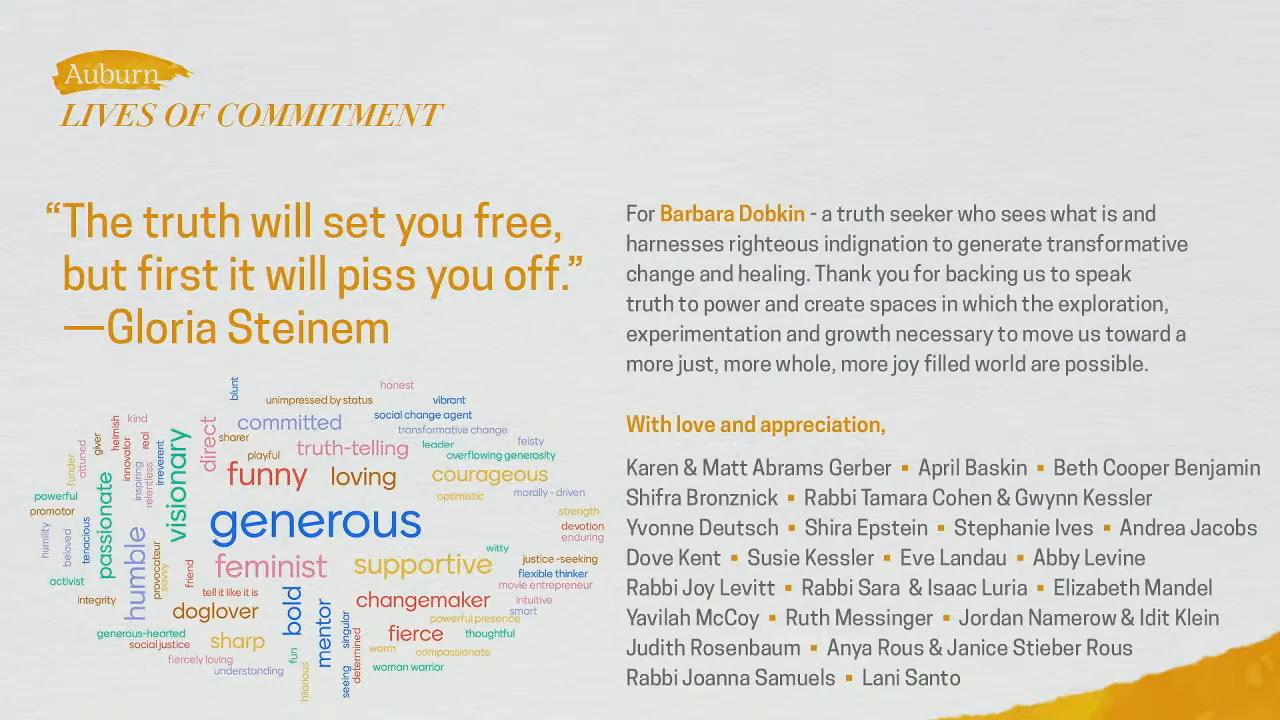 Auburn
LIVES OF COMMITMENT
“The truth will set you free,
but first it will piss you off.”
—Gloria Steinem
blunt
honest
unimpressed by status
vibrant
social change agent
committed
transformative change
kind
heimish
real
giver
direct
sharer
truth-telling
leader
feisty
playful
overflowing generosity
funder
attuned
innovator
inspiring
relentless
irreverent
visionary
funny
loving
courageous
optimistic
morally - driven
powerful
promotor
passionate
generous
strength
devotion
enduring
humility
beloved
tenacious
humble
provocateur
savvy
friend
feminist
supportive
witty
justice -seeking
flexible thinker
movie entrepreneur
activist
integrity
tell it like it is
doglover
bold
mentor
changemaker
intuitive
smart
powerful presence
singular
fierce
thoughtful
generous-hearted
social justice
sharp
fiercely loving
understanding
fun
hilarious
seeing
determined
warm
compassionate
woman warrior
For Barbara Dobkin - a truth seeker who sees what is and
harnesses righteous indignation to generate transformative
change and healing. Thank you for backing us to speak
truth to power and create spaces in which the exploration,
experimentation and growth necessary to move us toward a
more just, more whole, more joy filled world are possible.
With love and appreciation,
Karen & Matt Abrams Gerber ▪ April Baskin ▪ Beth Cooper Benjamin
Shifra Bronznick ▪ Rabbi Tamara Cohen & Gwynn Kessler
Yvonne Deutsch ▪ Shira Epstein ▪ Stephanie Ives ▪ Andrea Jacobs
Dove Kent ▪ Susie Kessler ▪ Eve Landau ▪ Abby Levine
Rabbi Joy Levitt ▪ Rabbi Sara & Isaac Luria ▪ Elizabeth Mandel
Yavilah McCoy ▪ Ruth Messinger ▪ Jordan Namerow & Idit Klein
Judith Rosenbaum ▪ Anya Rous & Janice Stieber Rous
Rabbi Joanna Samuels ▪ Lani Santo